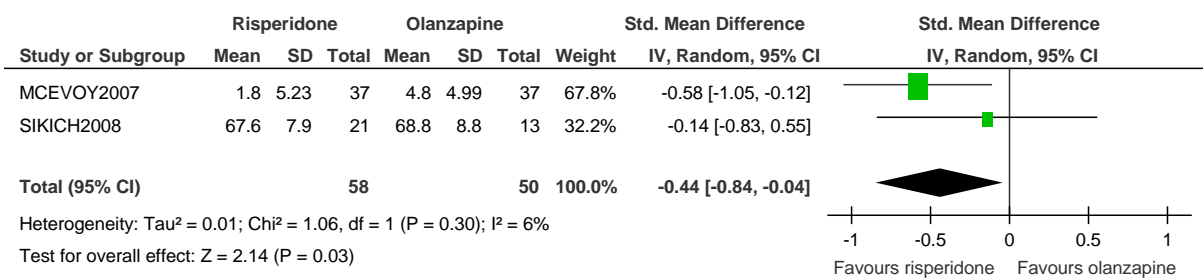 Risperidone Olanzapine Std. Mean Difference Std. Mean Difference
Study or Subgroup Mean SD Total Mean SD Total Weight IV, Random, 95% CI IV, Random, 95% CI
MCEVOY2007 1.8 5.23 37 4.8 4.99 37 67.8% -0.58 [-1.05, -0.12]
SIKICH2008 67.6 7.9 21 68.8 8.8 13 32.2% -0.14 [-0.83, 0.55]
Total (95% CI) 58 50 100.0% -0.44 [-0.84, -0.04]
Heterogeneity: Tau² = 0.01; Chi² = 1.06, df = 1 (P = 0.30); I² = 6%
Test for overall effect: Z = 2.14 (P = 0.03)
-1 -0.5 0 0.5 1
Favours risperidone Favours olanzapine